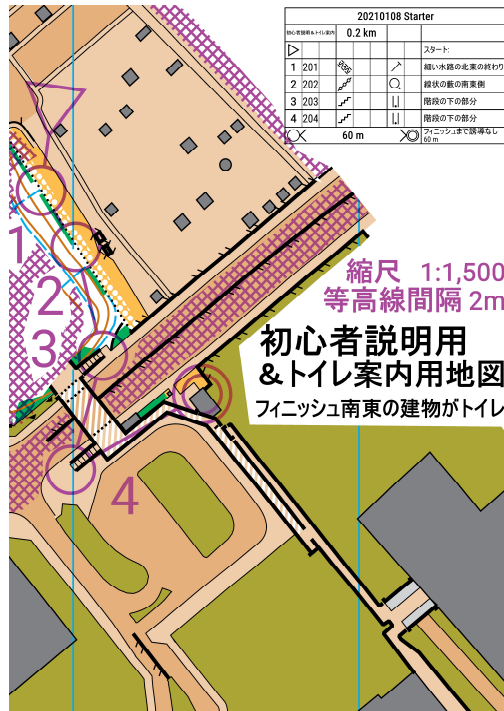 20210108 Starter
初心者説明&トイレ案内 0.2 km
スタート:
1 201 細い水路の北東の終わり
2 202 線状の藪の南東側
3 203 階段の下の部分
4 204 階段の下の部分
60 m フィニッシュまで誘導なし
60 m
1
2
3
4
縮尺 1:1,500
等高線間隔 2m
初心者説明用
&トイレ案内用地図
フィニッシュ南東の建物がトイレ